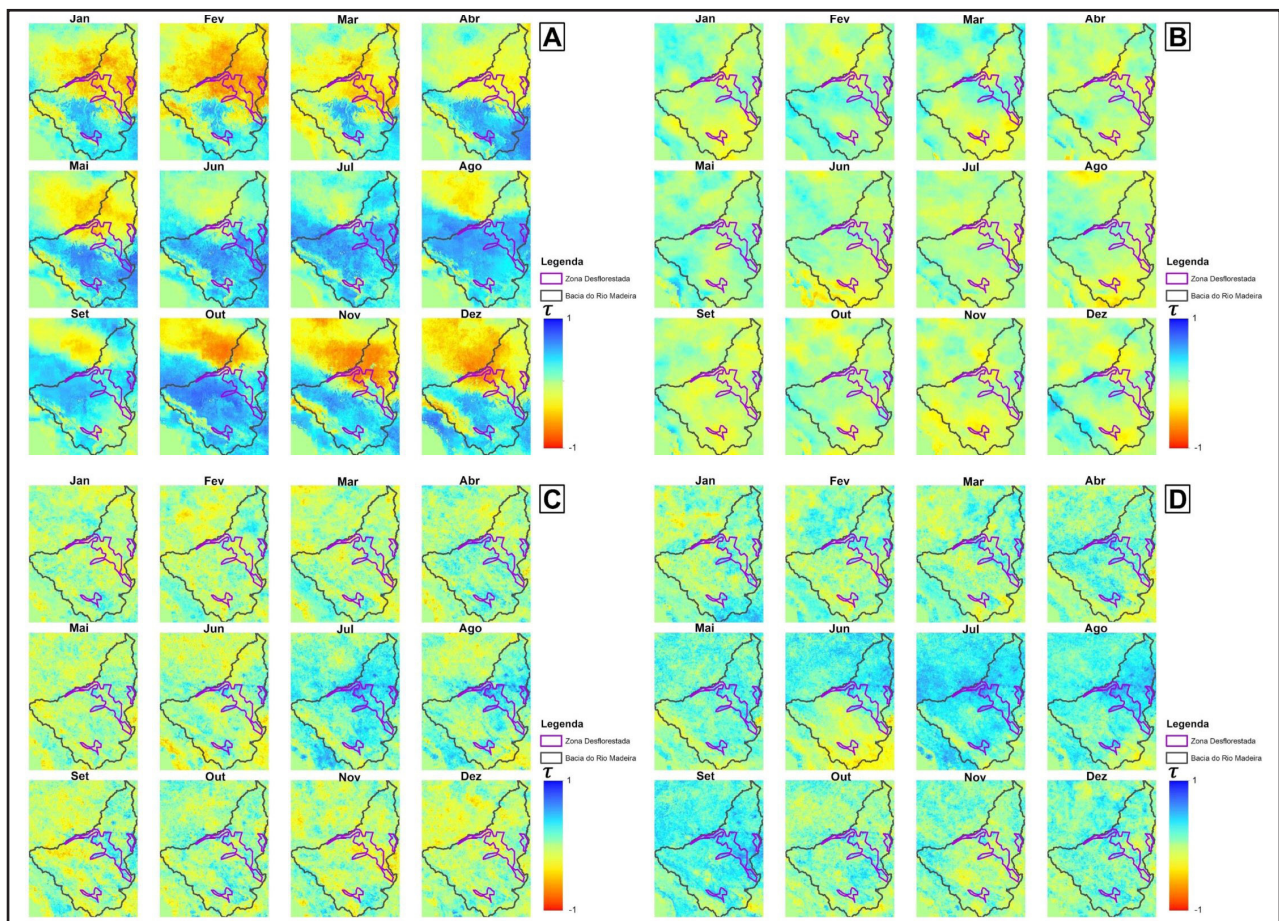 Jan Fev Mar Abr
A
Mai Jun Jul Ago
Set Out Nov Dez
Legenda
Zona Desflorestada
Bacia do Rio Madeira
τ
1
-1
Jan Fev Mar Abr
B
Mai Jun Jul Ago
Set Out Nov Dez
Legenda
Zona Desflorestada
Bacia do Rio Madeira
τ
1
-1
Jan Fev Mar Abr
C
Mai Jun Jul Ago
Set Out Nov Dez
Legenda
Zona Desflorestada
Bacia do Rio Madeira
τ
1
-1
Jan Fev Mar Abr
D
Mai Jun Jul Ago
Set Out Nov Dez
Legenda
Zona Desflorestada
Bacia do Rio Madeira
τ
1
-1